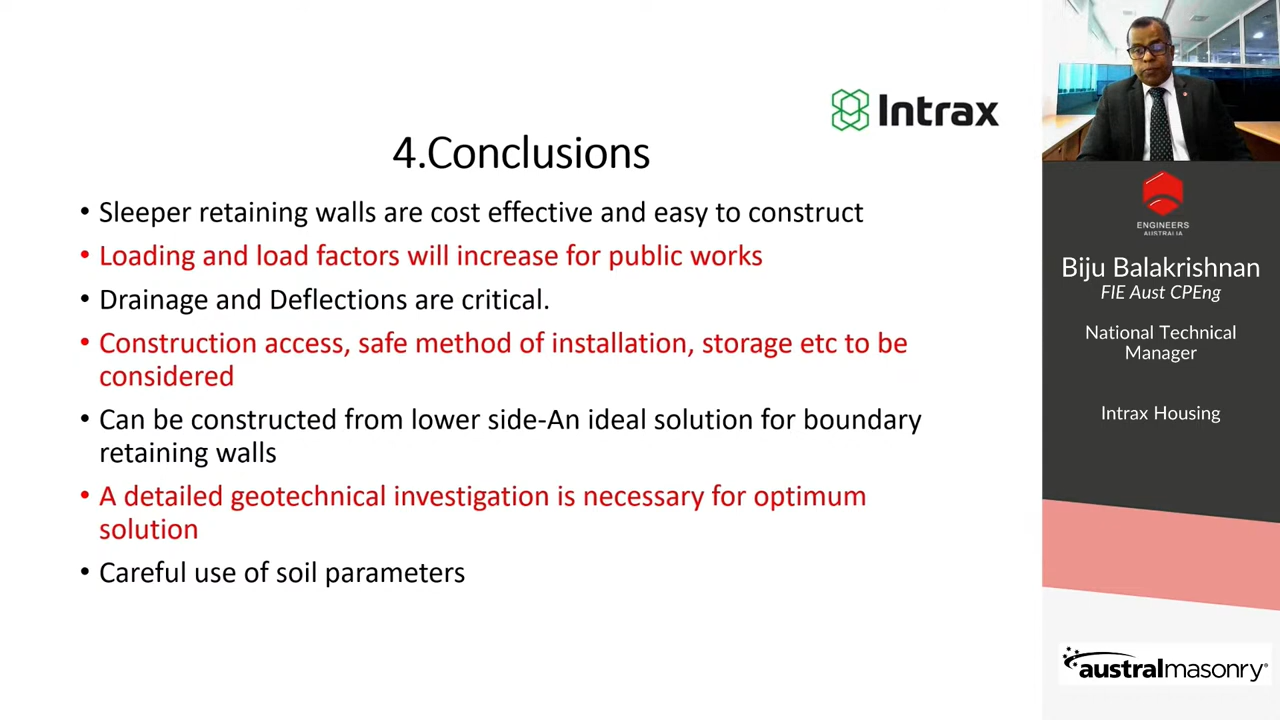 Intrax
4.Conclusions
• Sleeper retaining walls are cost effective and easy to construct
• Loading and load factors will increase for public works
• Drainage and Deflections are critical.
• Construction access, safe method of installation, storage etc to be
considered
• Can be constructed from lower side-An ideal solution for boundary
retaining walls
• A detailed geotechnical investigation is necessary for optimum
solution
• Careful use of soil parameters
ENGINEERS
AUSTRALIA
Biju Balakrishnan
FIE Aust CPEng
National Technical
Manager
Intrax Housing
australmasonry®